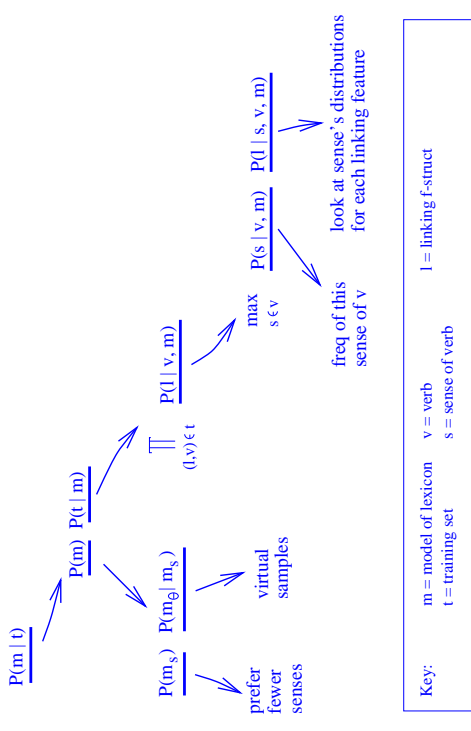 P(m | t)
P(m) P(t | m)
P(m_s) P(m_θ | m_s) ∏ P(l | v, m)
(l,v) ∈ t
prefer
fewer
senses
virtual
samples
max P(s | v, m) P(l | s, v, m)
s ∈ v
freq of this
sense of v
look at sense's distributions
for each linking feature
Key: m = model of lexicon v = verb l = linking f-struct
t = training set s = sense of verb